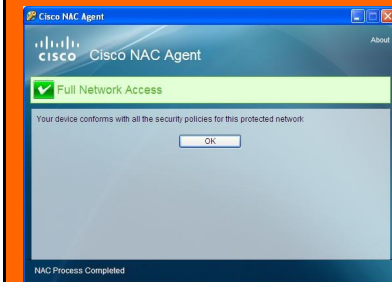 Cisco NAC Agent
About
CISCO Cisco NAC Agent
Full Network Access
Your device conforms with all the security policies for this protected network
OK
NAC Process Completed